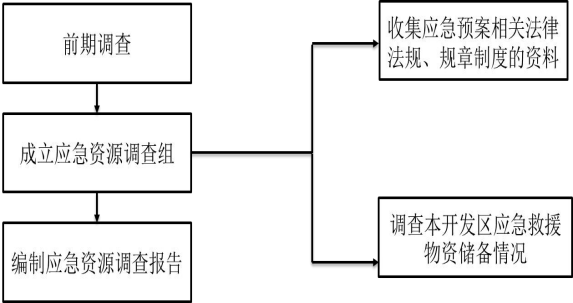 前期调查
成立应急资源调查组
编制应急资源调查报告
收集应急预案相关法律
法规、规章制度的资料
调查本开发区应急救援
物资储备情况